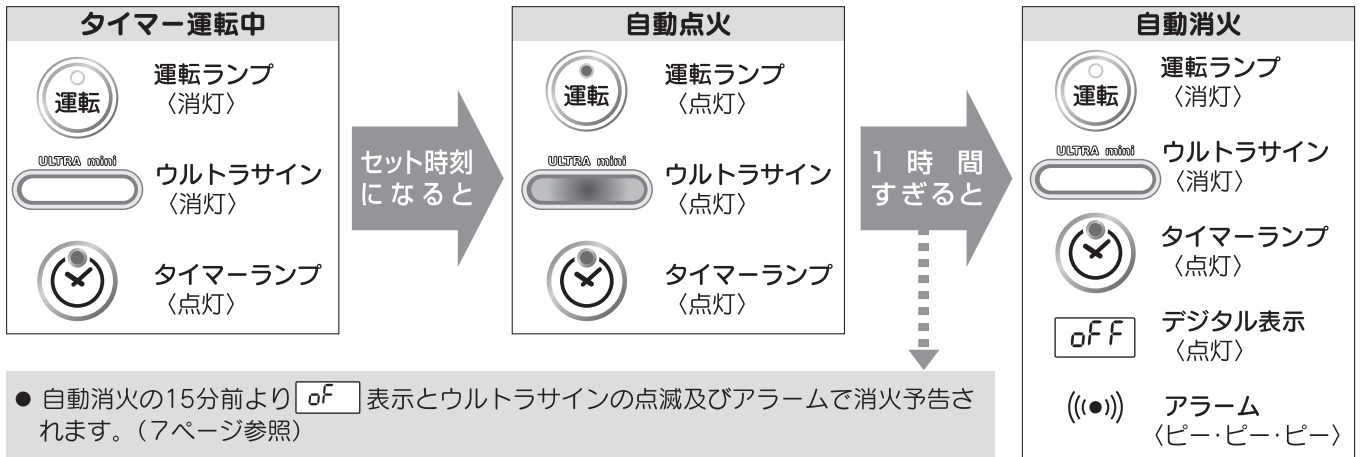 タイマー運転中
運転
運転ランプ
〈消灯〉
ULTRA mini
ウルトラサイン
〈消灯〉
タイマーランプ
〈点灯〉
セット時刻
になると
自動点火
運転
運転ランプ
〈点灯〉
ULTRA mini
ウルトラサイン
〈点灯〉
タイマーランプ
〈点灯〉
1時間
すぎると
自動消火
運転
運転ランプ
〈消灯〉
ULTRA mini
ウルトラサイン
〈消灯〉
タイマーランプ
〈点灯〉
oFF
デジタル表示
〈点灯〉
アラーム
〈ピー・ピー・ピー〉
● 自動消火の15分前より oF 表示とウルトラサインの点滅及びアラームで消火予告さ
れます。(7ページ参照)